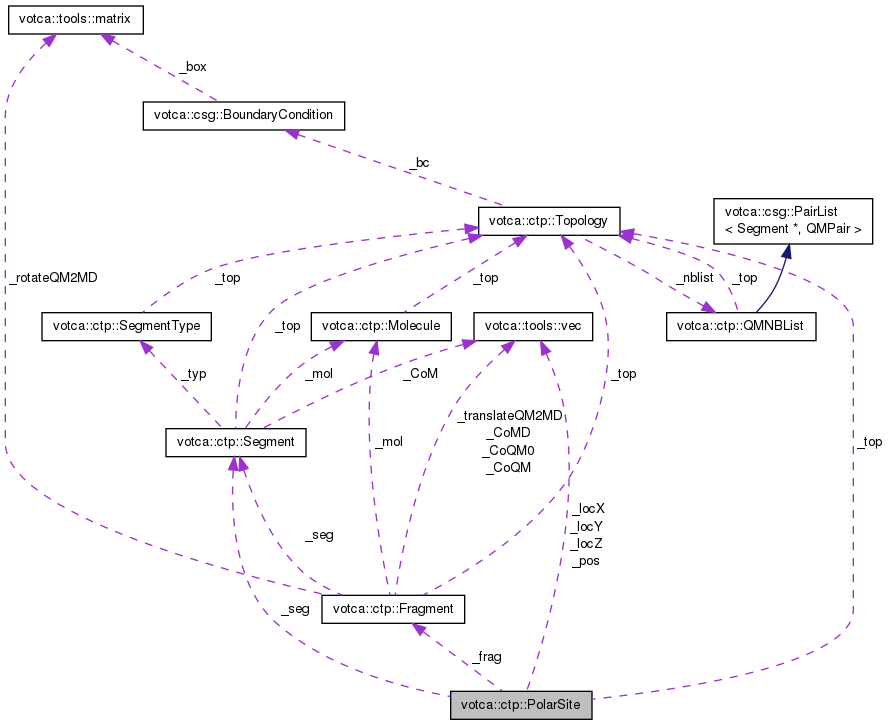 votca::tools::matrix
_box
votca::csg::BoundaryCondition
_bc
votca::ctp::Topology
votca::csg::PairList
< Segment *, QMPair >
_rotateQM2MD
_top
_top
_nblist
_top
votca::ctp::SegmentType
votca::ctp::Molecule
votca::tools::vec
votca::ctp::QMNBList
_top
_typ
_mol
_CoM
_top
votca::ctp::Segment
_mol
_translateQM2MD
_CoMD
_CoQM0
_CoQM
_top
_seg
_locX
_locY
_locZ
_pos
_seg
votca::ctp::Fragment
_frag
votca::ctp::PolarSite